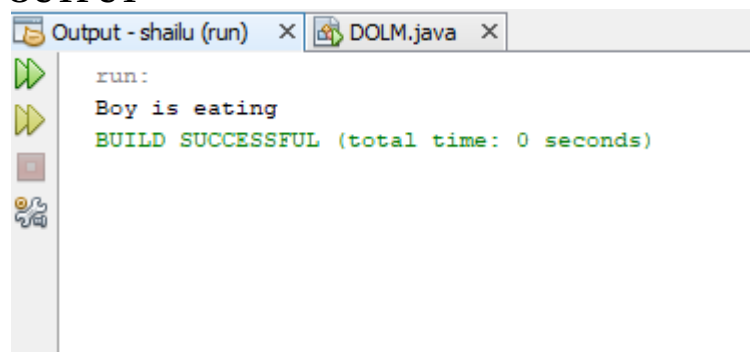 Output - shailu (run) DOLM.java
run:
Boy is eating
BUILD SUCCESSFUL (total time: 0 seconds)